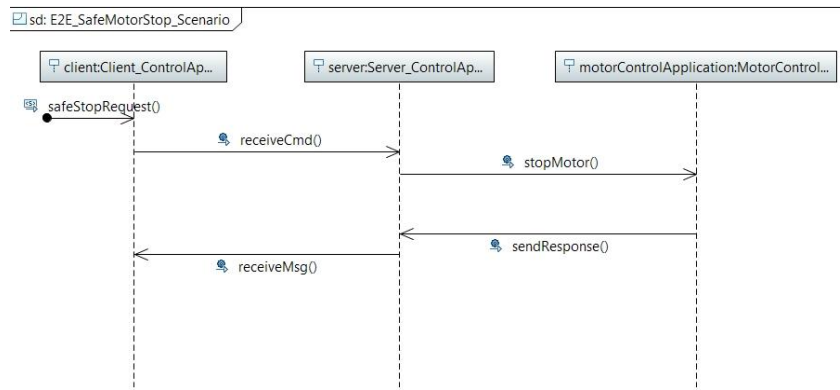 sd: E2E_SafeMotorStop_Scenario
client:Client_ControlAp...
server:Server_ControlAp...
motorControlApplication:MotorControl...
safeStopRequest()
receiveCmd()
stopMotor()
sendResponse()
receiveMsg()